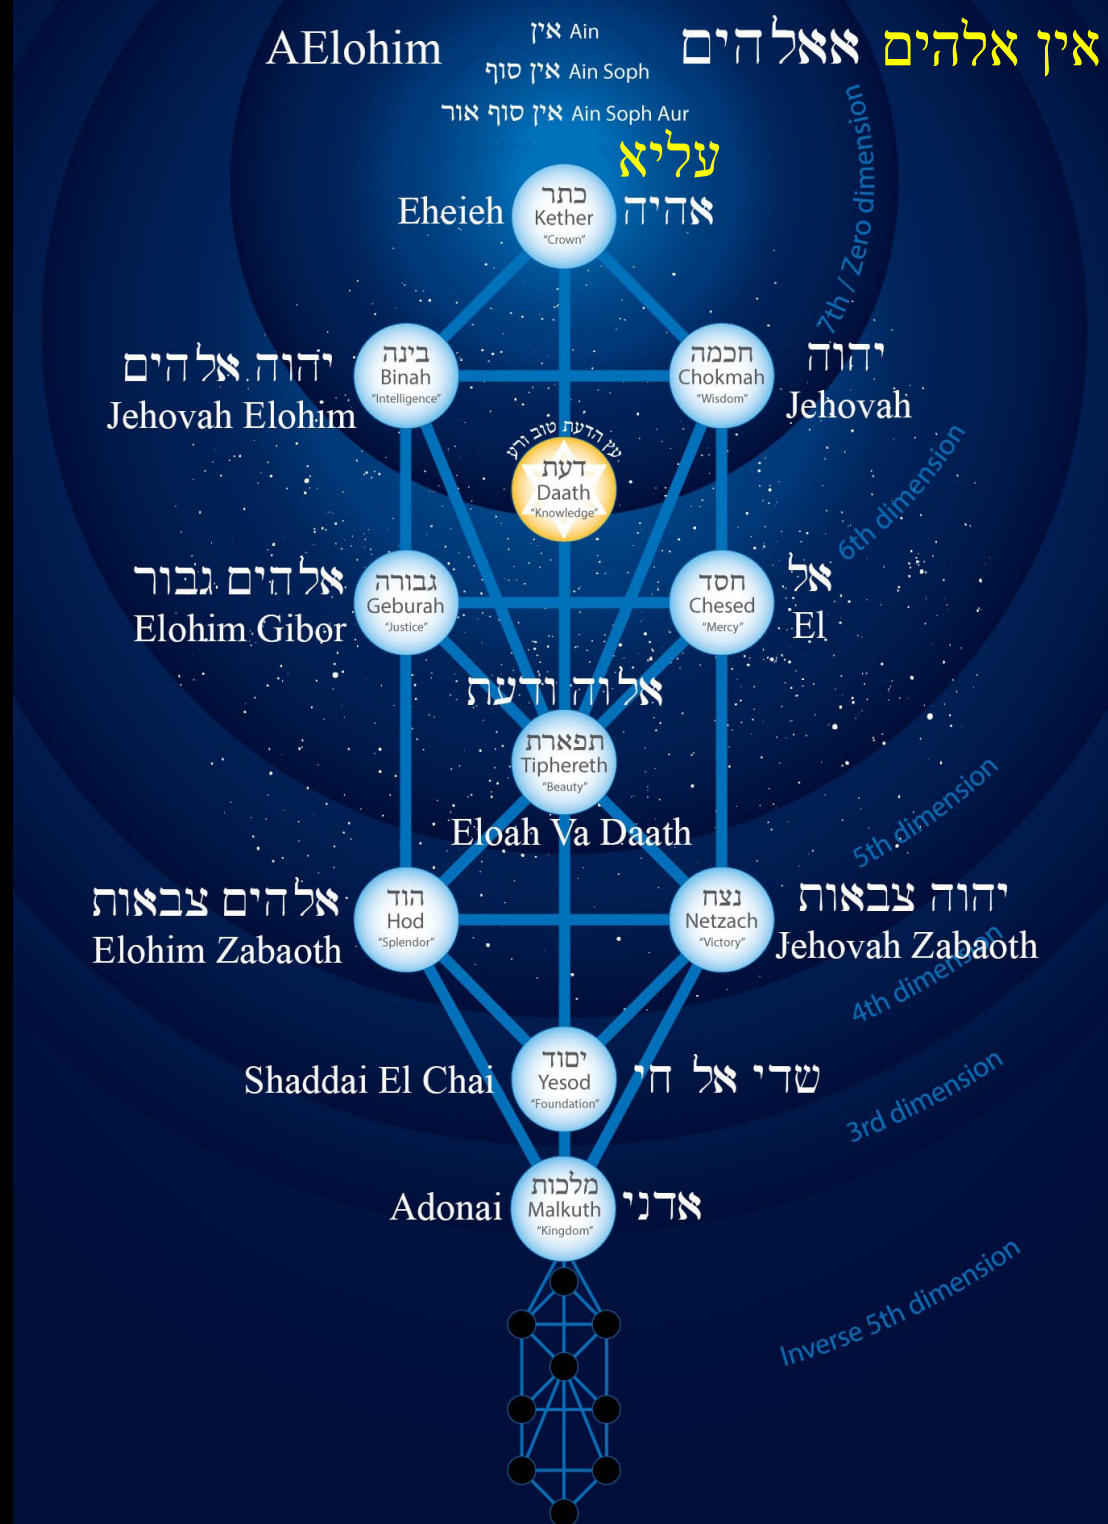 AElohim
אין Ain
אאלהים
אין אלהים
אין סוף Ain Soph
אין סוף אור Ain Soph Aur
עליא
Eheieh
כתר
Kether
“Crown”
אהיה
7th / Zero dimension
יהוה אלהים
Jehovah Elohim
בינה
Binah
“Intelligence”
חכמה
Chokmah
“Wisdom”
יהוה
Jehovah
עץ הדעת טוב ורע
דעת
Daath
“Knowledge”
6th dimension
אלהים גבור
Elohim Gibor
גבורה
Geburah
“Justice”
חסד
Chesed
“Mercy”
אל
El
אלוה ודעת
תפארת
Tiphereth
“Beauty”
Eloah Va Daath
5th dimension
אלהים צבאות
Elohim Zabaoth
הוד
Hod
“Splendor”
נצח
Netzach
“Victory”
יהוה צבאות
Jehovah Zabaoth
4th dimension
Shaddai El Chai
יסוד
Yesod
“Foundation”
שדי אל חי
3rd dimension
Adonai
מלכות
Malkuth
“Kingdom”
אדני
Inverse 5th dimension